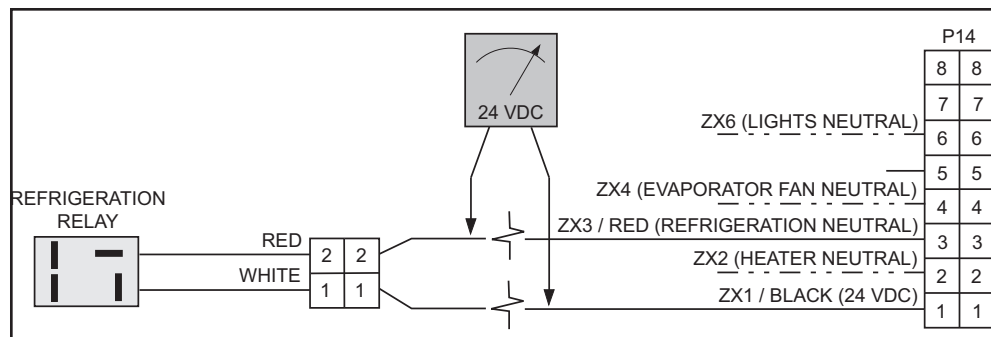 P14
8 8
7 7
ZX6 (LIGHTS NEUTRAL)
6 6
24 VDC
5 5
ZX4 (EVAPORATOR FAN NEUTRAL)
4 4
REFRIGERATION
RELAY
ZX3 / RED (REFRIGERATION NEUTRAL)
3 3
RED
2 2
ZX2 (HEATER NEUTRAL)
2 2
WHITE
1 1
ZX1 / BLACK (24 VDC)
1 1